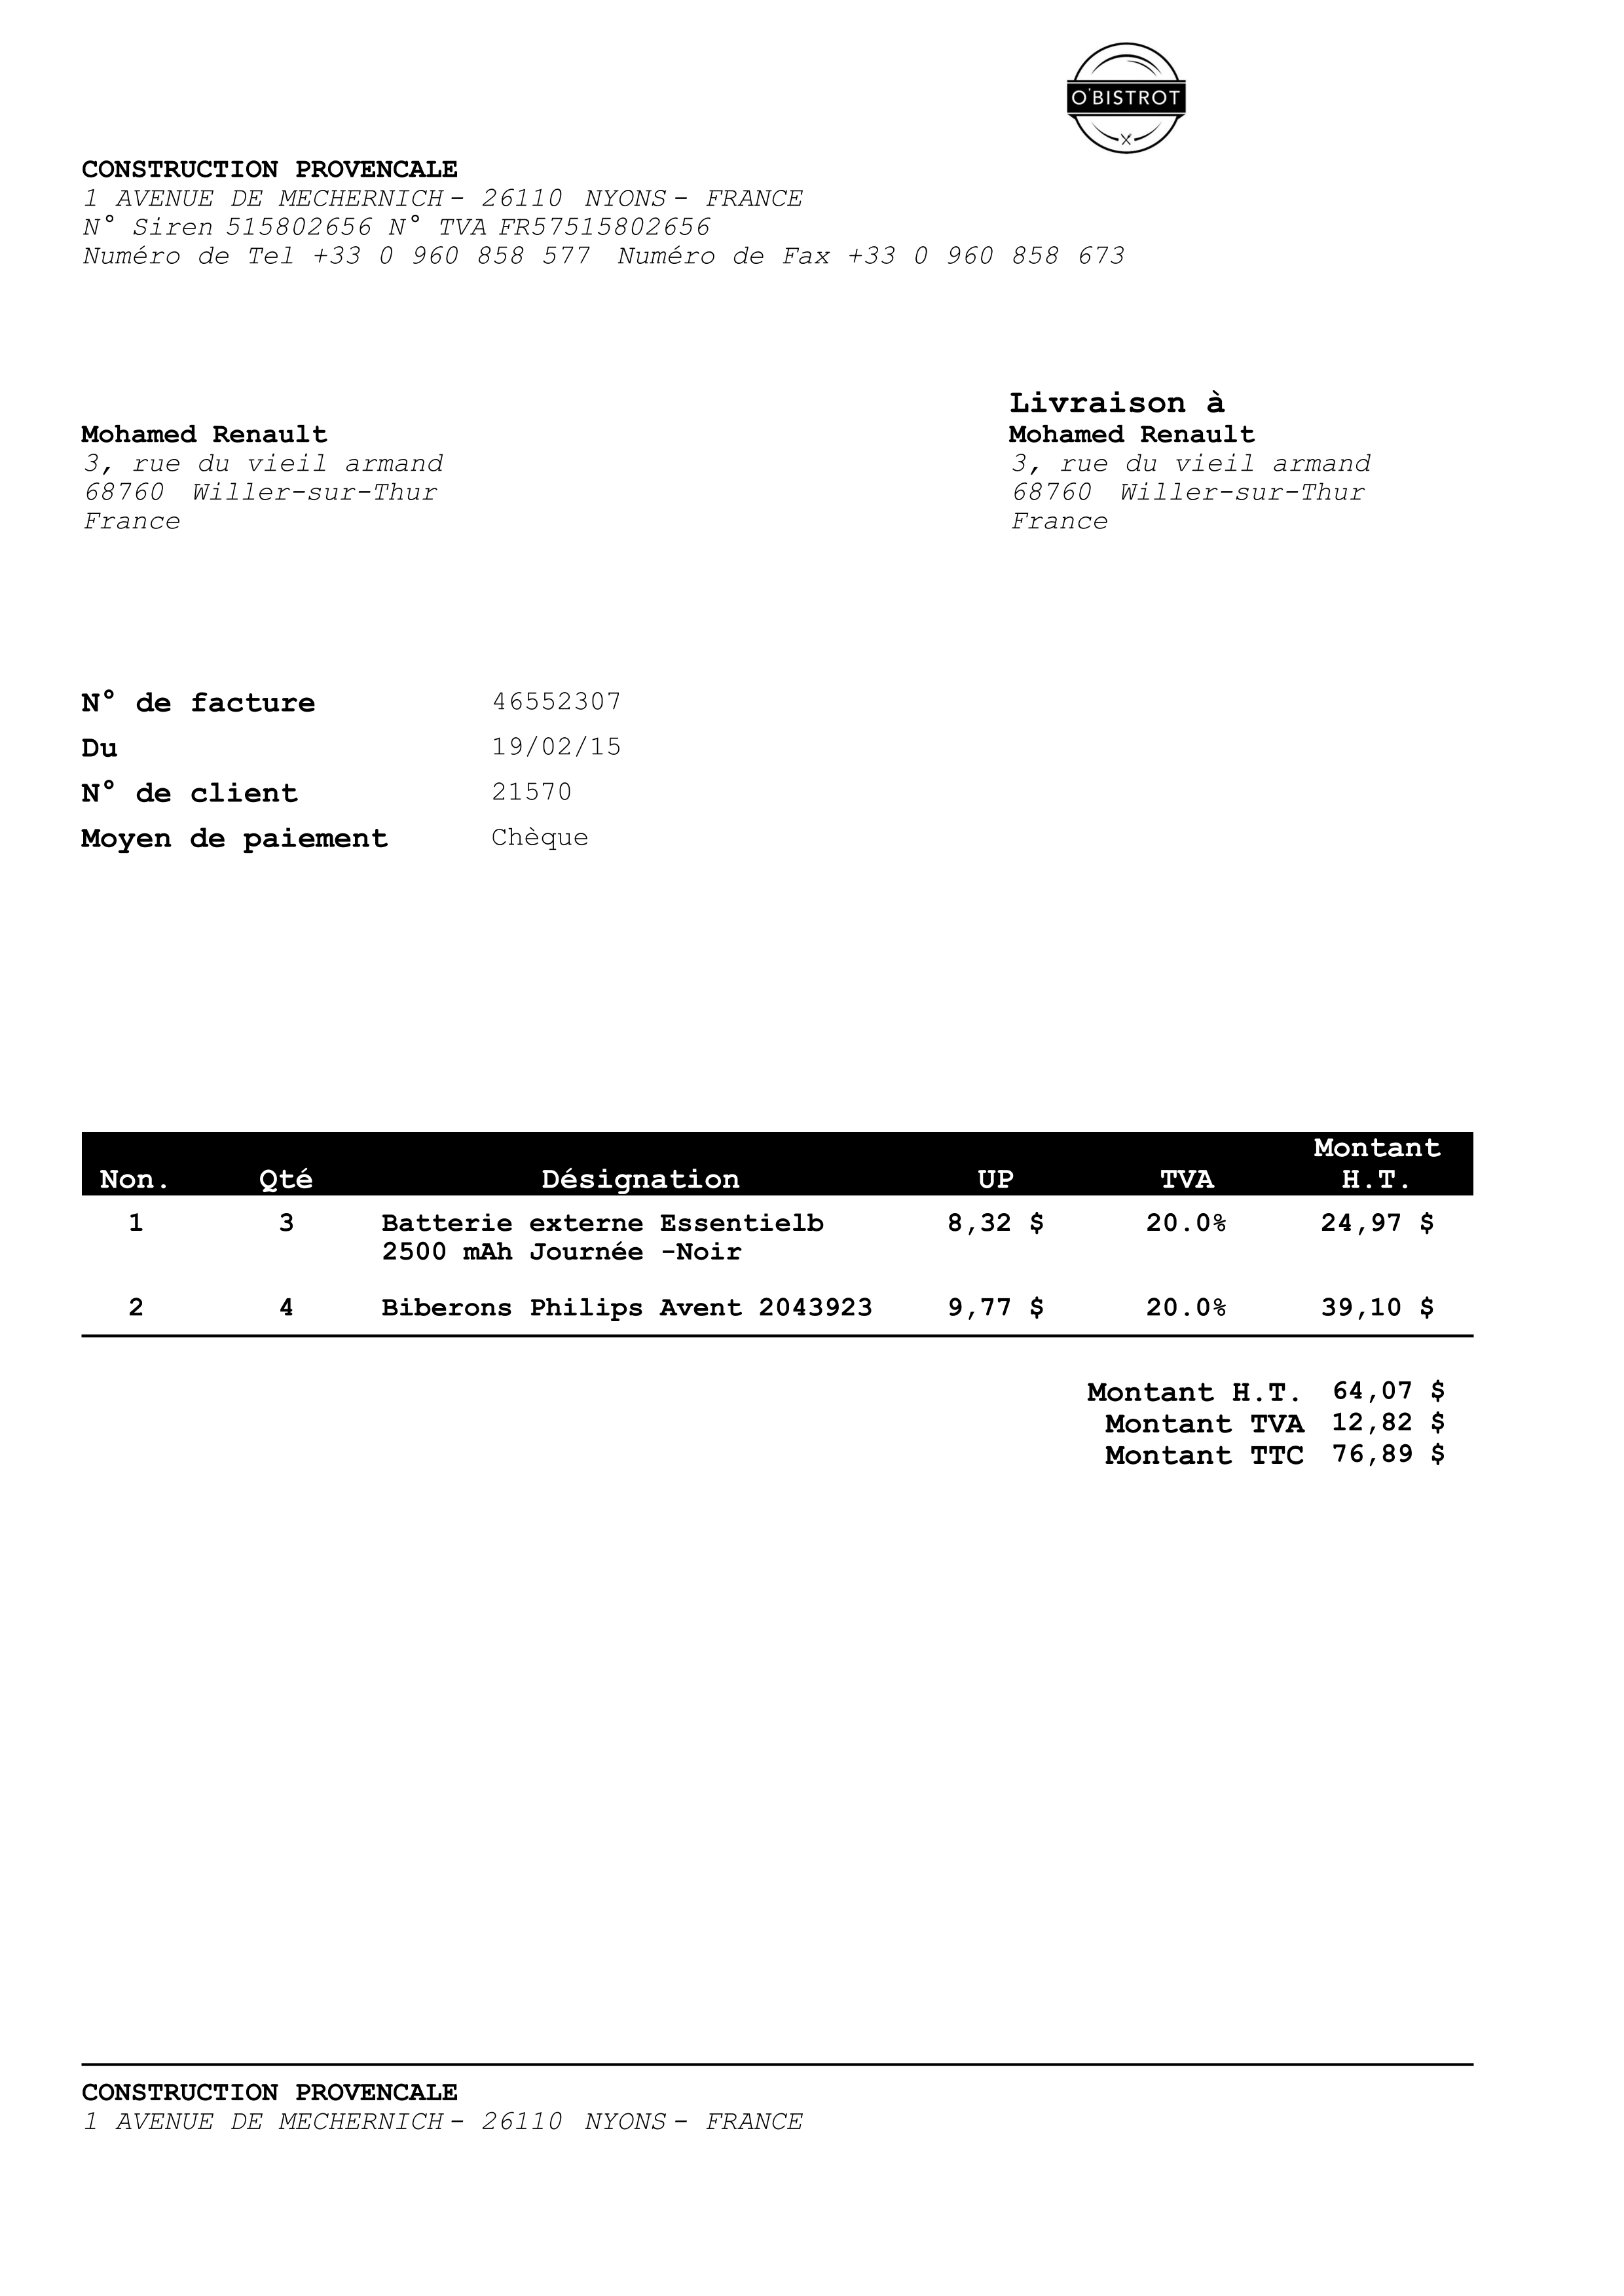 O'BISTROT
CONSTRUCTION PROVENCALE
1 AVENUE DE MECHERNICH - 26110 NYONS - FRANCE
N° Siren 515802656 N° TVA FR57515802656
Numéro de Tel +33 0 960 858 577 Numéro de Fax +33 0 960 858 673
Mohamed Renault
3, rue du vieil armand
68760 Willer-sur-Thur
France
Livraison à
Mohamed Renault
3, rue du vieil armand
68760 Willer-sur-Thur
France
N° de facture 46552307
Du 19/02/15
N° de client 21570
Moyen de paiement Chèque
Non. Qté Désignation UP TVA Montant H.T.
1 3 Batterie externe Essentielb 8,32 $ 20.0% 24,97 $
2500 mAh Journée -Noir
2 4 Biberons Philips Avent 2043923 9,77 $ 20.0% 39,10 $
Montant H.T. 64,07 $
Montant TVA 12,82 $
Montant TTC 76,89 $
CONSTRUCTION PROVENCALE
1 AVENUE DE MECHERNICH - 26110 NYONS - FRANCE